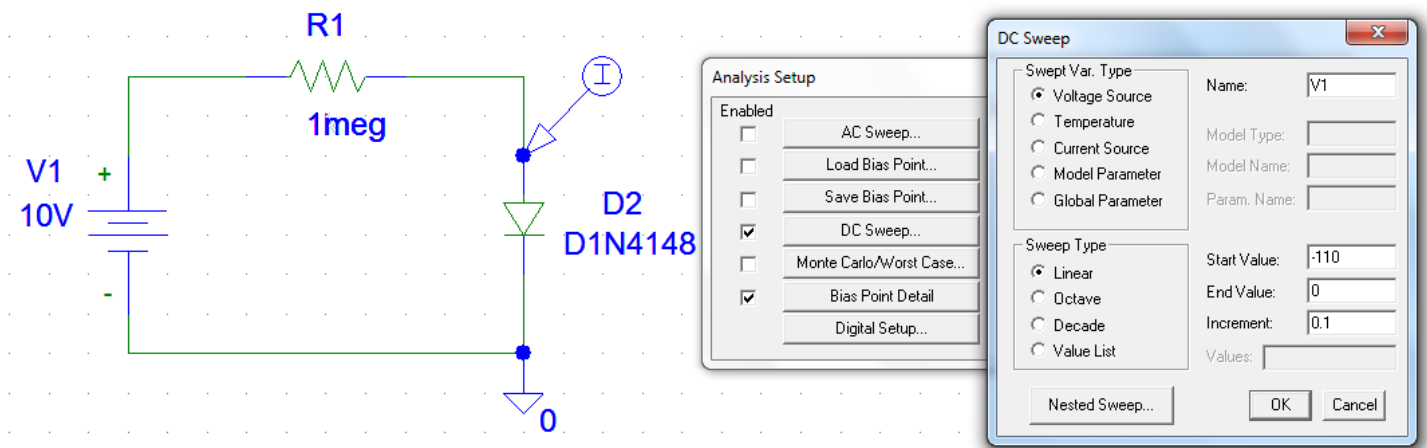 R1
1meg
I
V1
+
10V
-
D2
D1N4148
0
Analysis Setup
Enabled
AC Sweep...
Load Bias Point...
Save Bias Point...
DC Sweep...
Monte Carlo/Worst Case...
Bias Point Detail
Digital Setup...
DC Sweep
Swept Var. Type
Voltage Source
Temperature
Current Source
Model Parameter
Global Parameter
Name: V1
Model Type:
Model Name:
Param. Name:
Sweep Type
Linear
Octave
Decade
Value List
Start Value: -110
End Value: 0
Increment: 0.1
Values:
Nested Sweep...
OK
Cancel